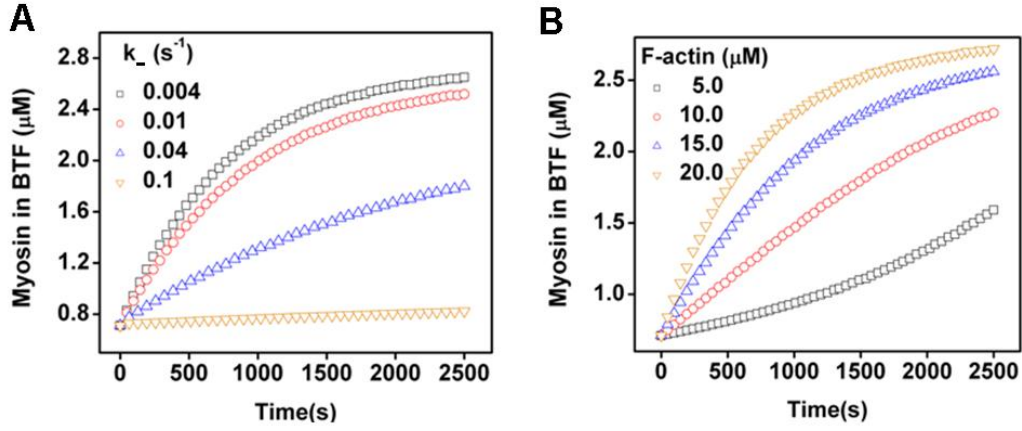 A
k_ (s-1)
0.004
0.01
0.04
0.1
2.8
2.4
2.0
1.6
1.2
0.8
Myosin in BTF (μM)
0 500 1000 1500 2000 2500
Time(s)
B
F-actin (μM)
5.0
10.0
15.0
20.0
2.5
2.0
1.5
1.0
Myosin in BTF (μM)
0 500 1000 1500 2000 2500
Time(s)